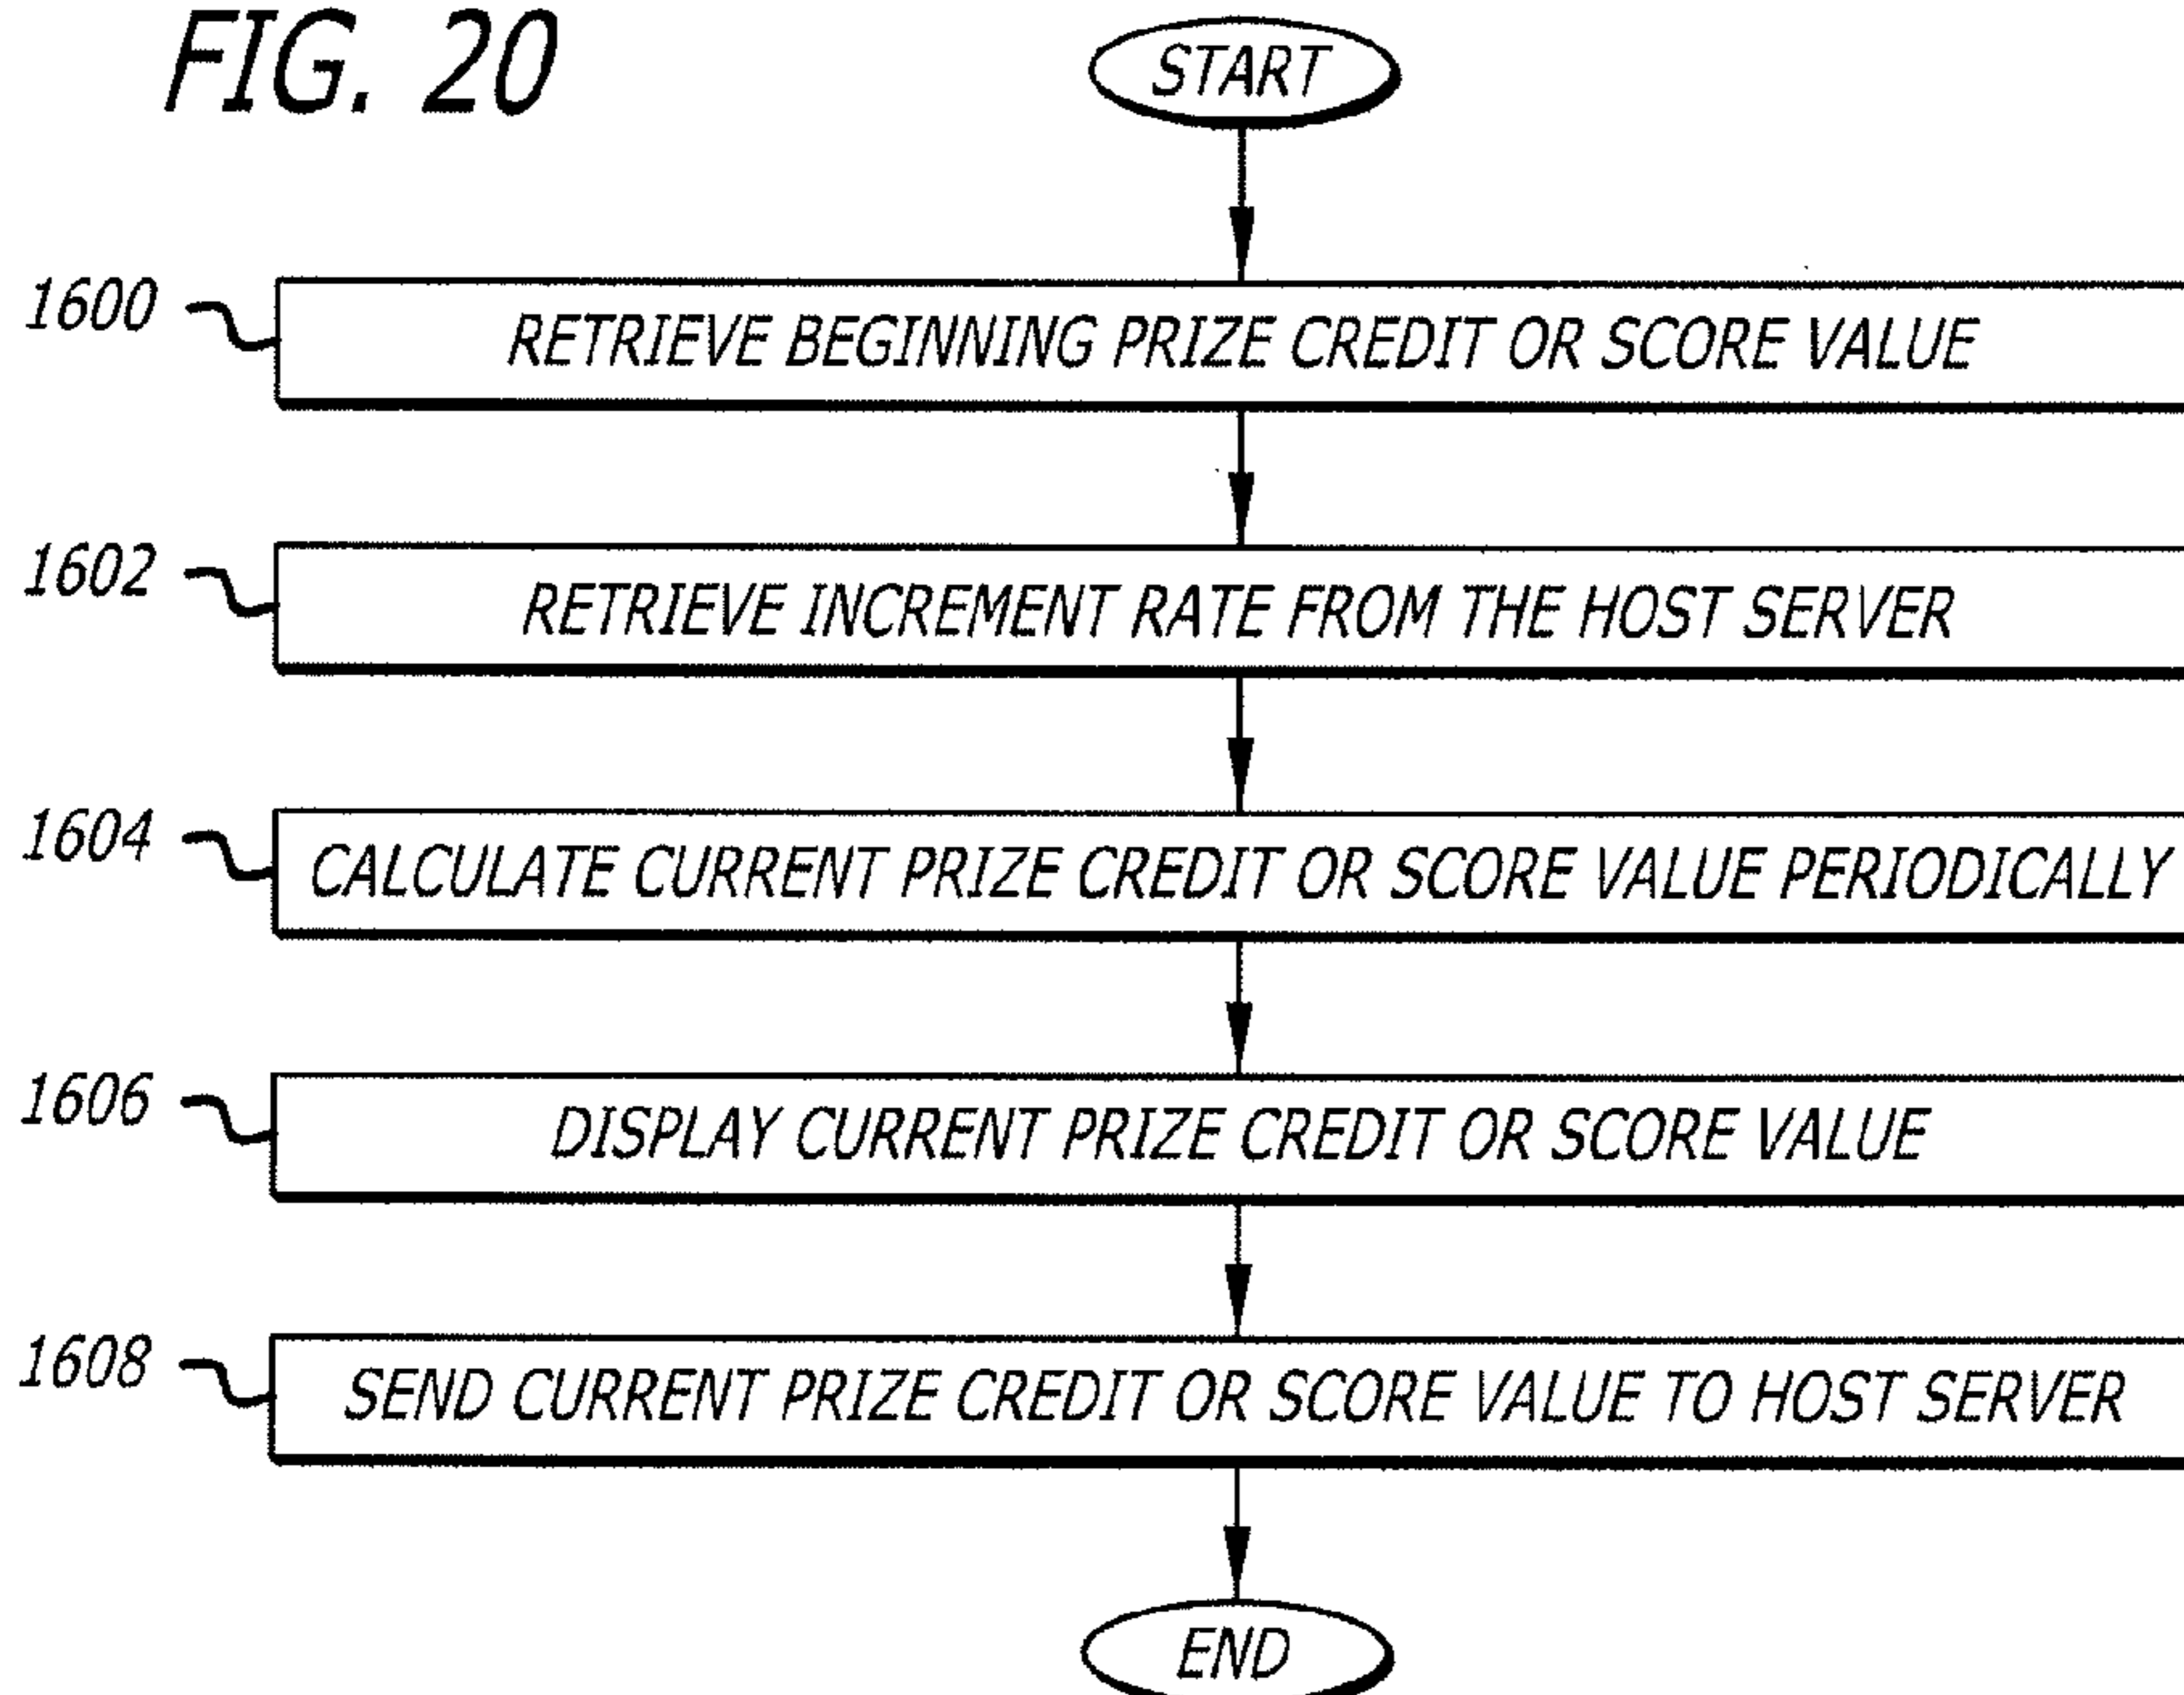 FIG. 20
START
1600
RETRIEVE BEGINNING PRIZE CREDIT OR SCORE VALUE
1602
RETRIEVE INCREMENT RATE FROM THE HOST SERVER
1604
CALCULATE CURRENT PRIZE CREDIT OR SCORE VALUE PERIODICALLY
1606
DISPLAY CURRENT PRIZE CREDIT OR SCORE VALUE
1608
SEND CURRENT PRIZE CREDIT OR SCORE VALUE TO HOST SERVER
END